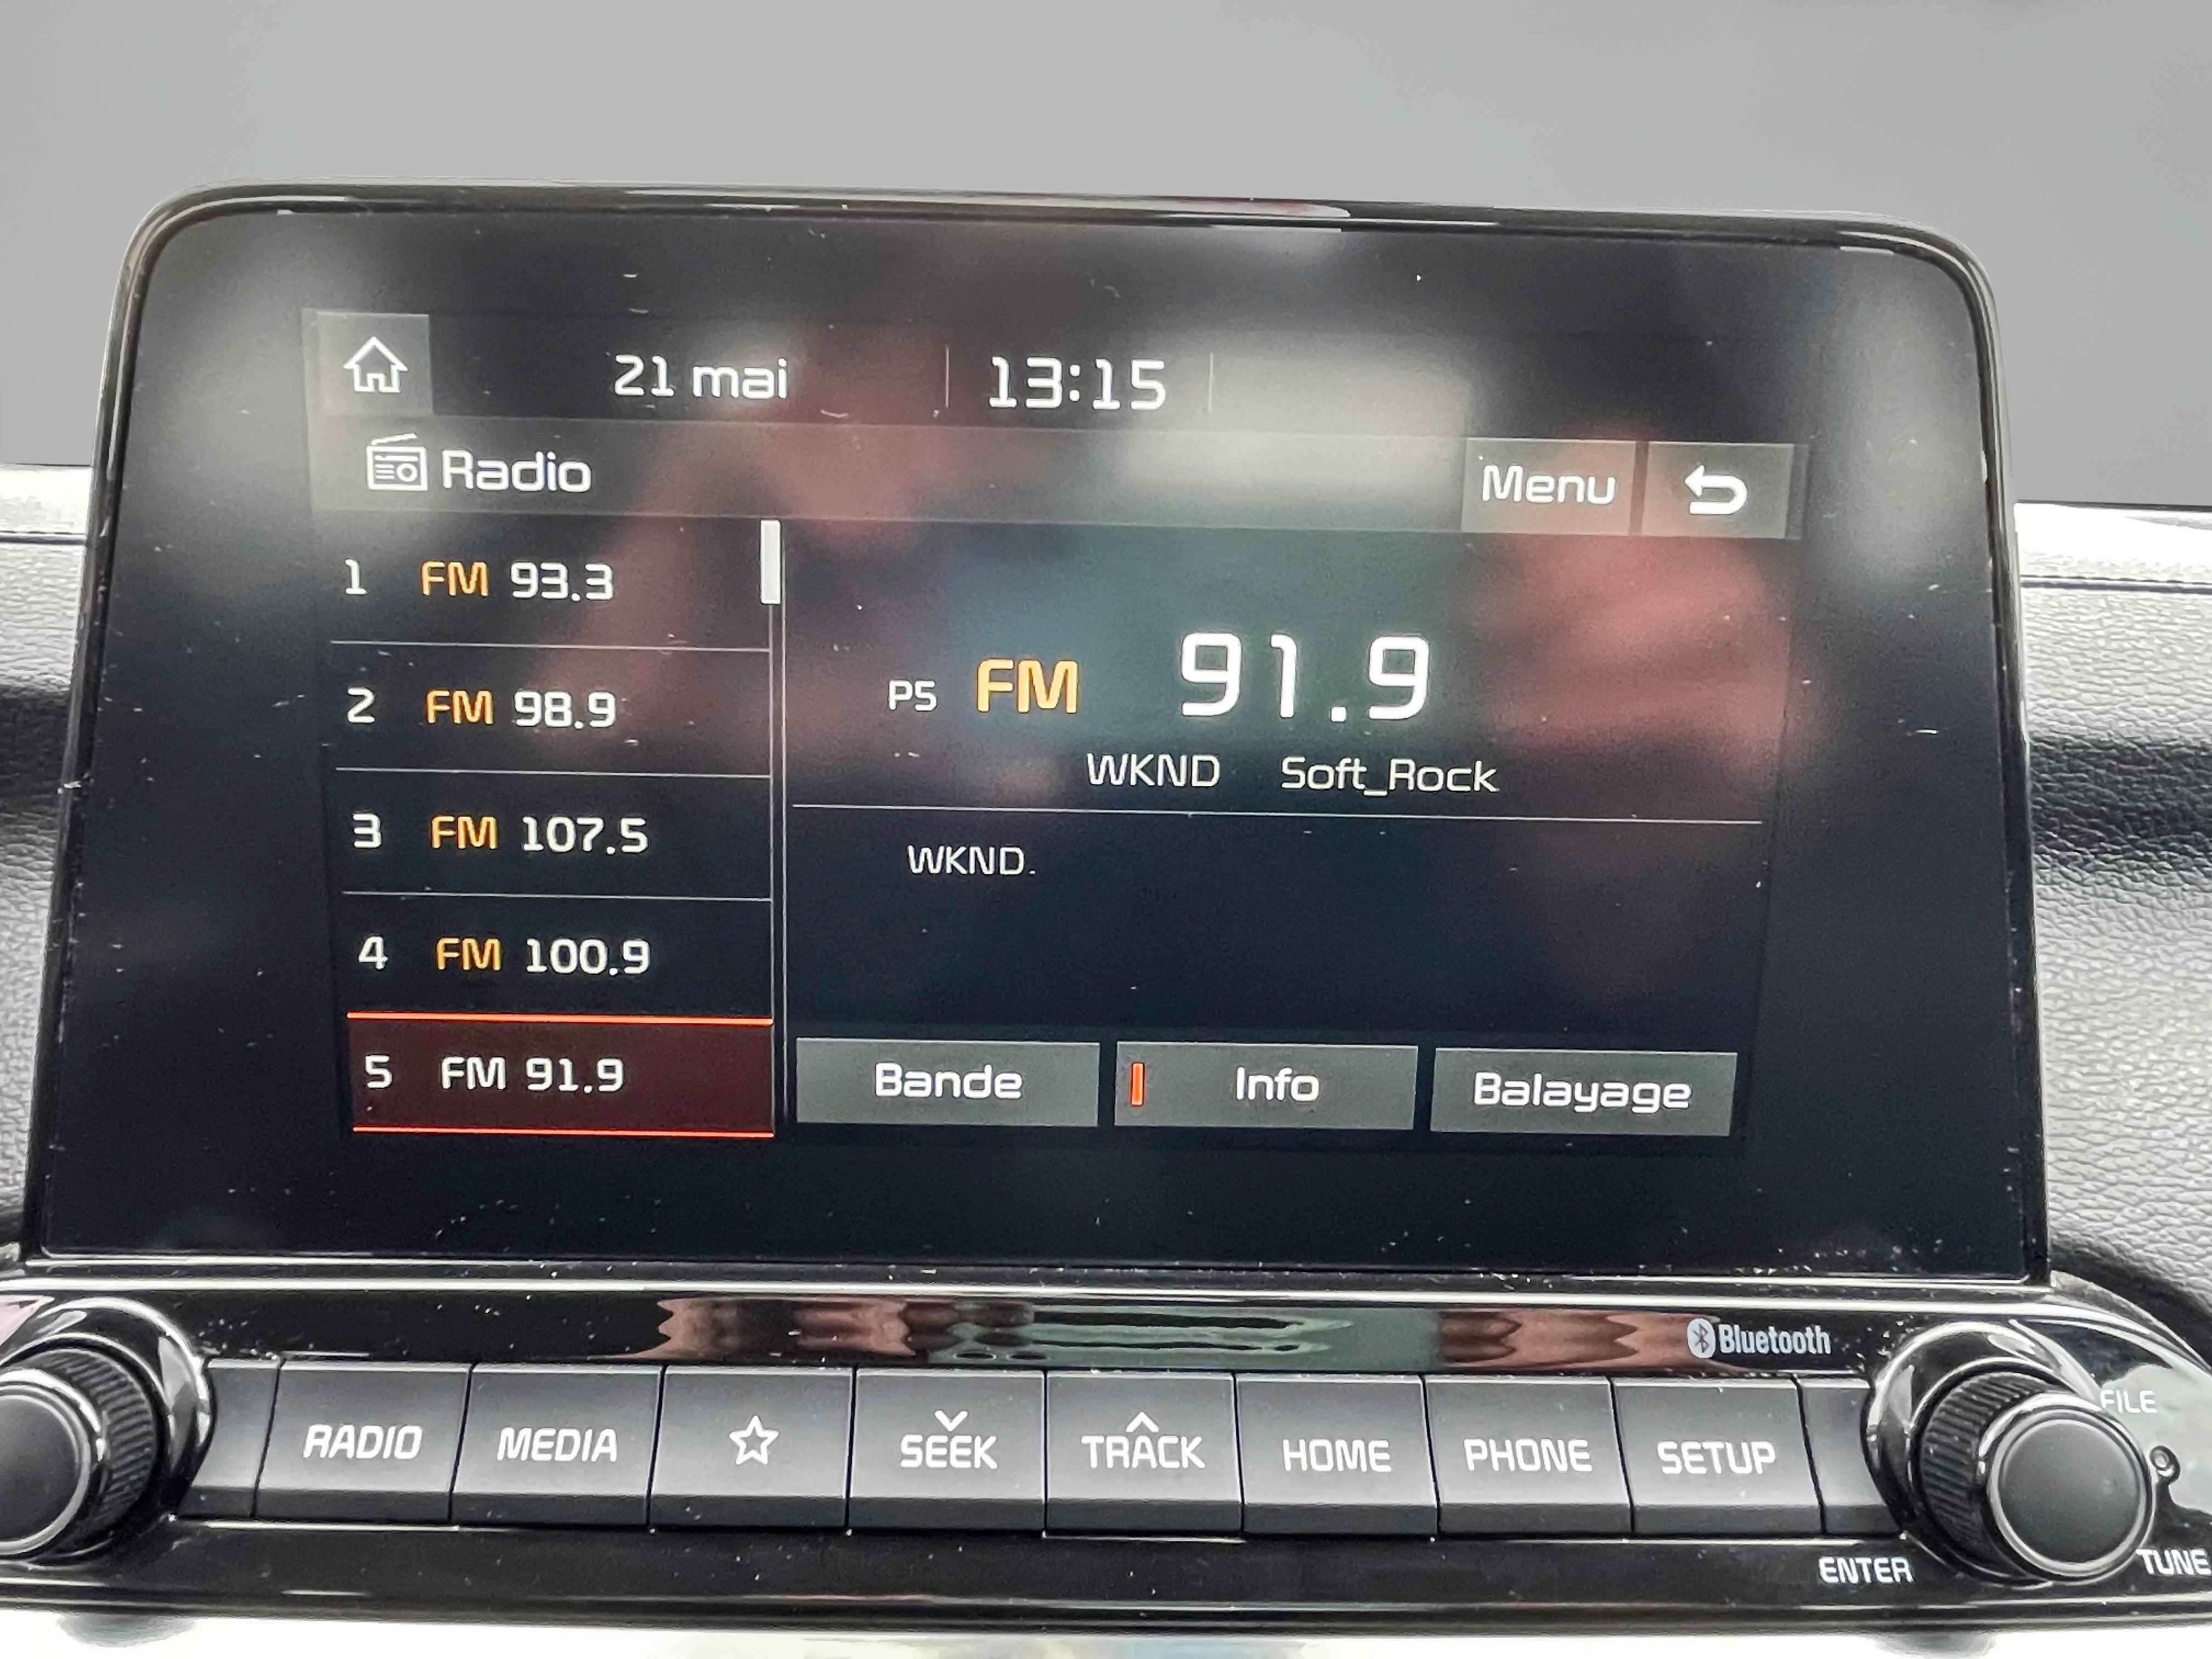 21 mai 13:15
Radio Menu
1 FM 93.3
2 FM 98.9
3 FM 107.5
4 FM 100.9
5 FM 91.9
P5 FM 91.9
WKND Soft_Rock
WKND.
Bande Info Balayage
Bluetooth
RADIO MEDIA SEEK TRACK HOME PHONE SETUP
FILE
ENTER TUNE